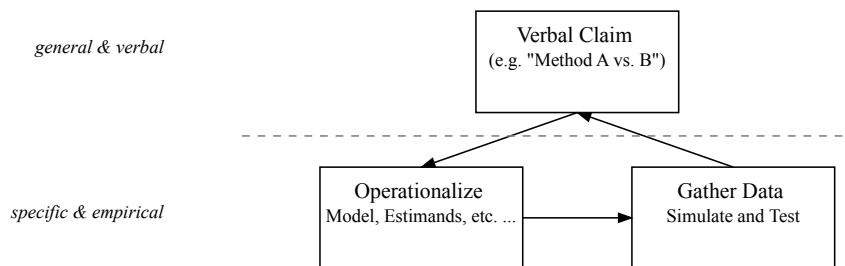 general & verbal
Verbal Claim
(e.g. "Method A vs. B")
specific & empirical
Operationalize
Model, Estimands, etc. ...
Gather Data
Simulate and Test